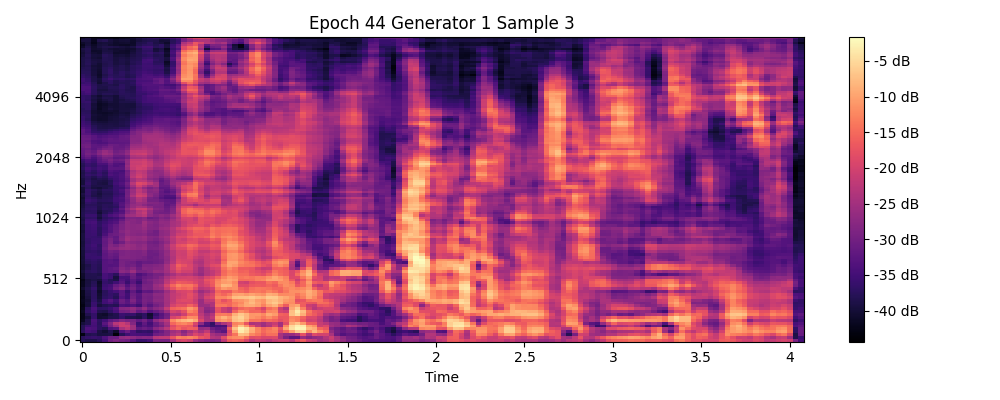 Epoch 44 Generator 1 Sample 3
Hz
4096
2048
1024
512
0
0 0.5 1 1.5 2 2.5 3 3.5 4
Time
-5 dB
-10 dB
-15 dB
-20 dB
-25 dB
-30 dB
-35 dB
-40 dB